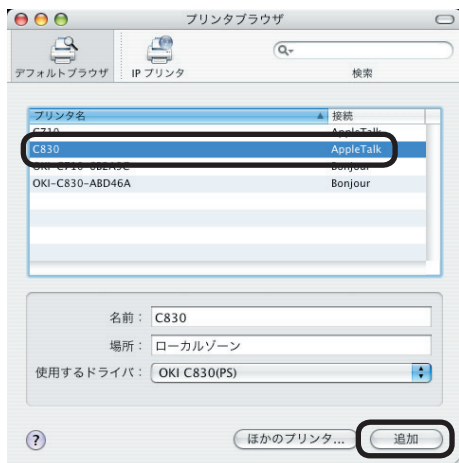 プリンタブラウザ
デフォルトブラウザ IP プリンタ 検索
プリンタ名 接続
C710 AppleTalk
C830 AppleTalk
OKI-C710-6B2A9C Bonjour
OKI-C830-ABD46A Bonjour
名前： C830
場所： ローカルゾーン
使用するドライバ： OKI C830(PS)
? ほかのプリンタ... 追加